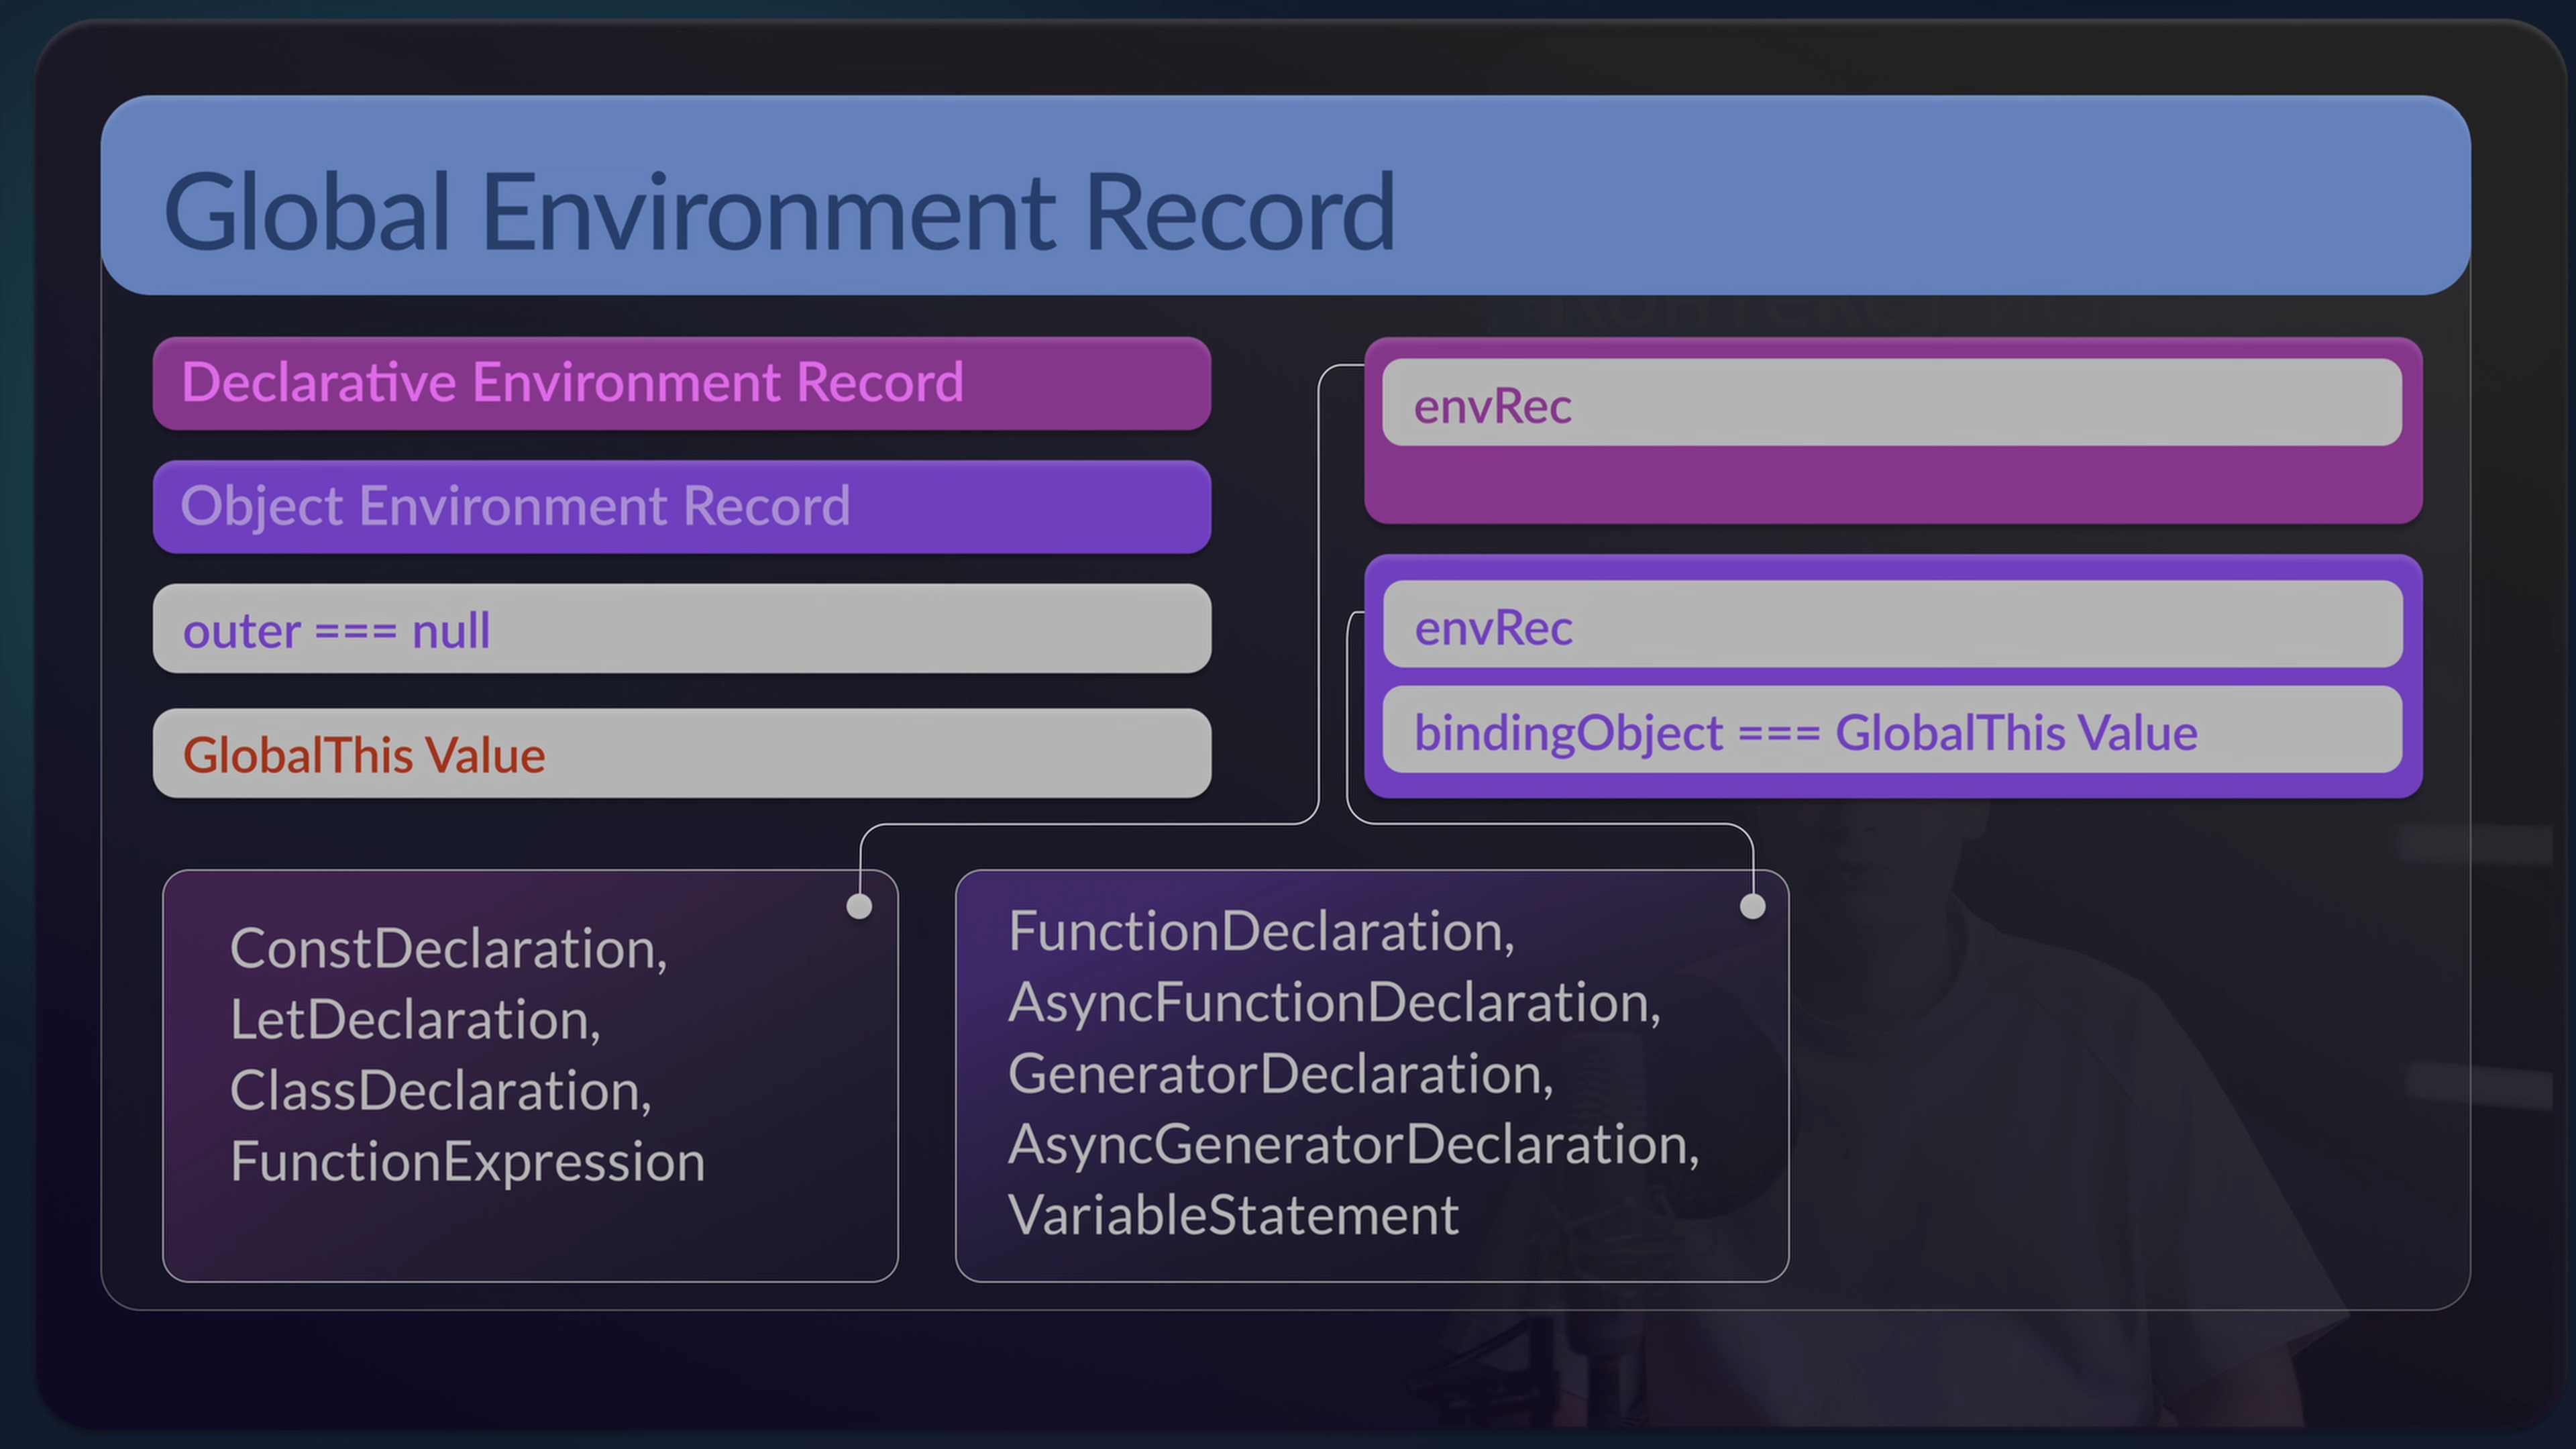 Global Environment Record
Declarative Environment Record
Object Environment Record
outer === null
GlobalThis Value
envRec
envRec
bindingObject === GlobalThis Value
ConstDeclaration,
LetDeclaration,
ClassDeclaration,
FunctionExpression
FunctionDeclaration,
AsyncFunctionDeclaration,
GeneratorDeclaration,
AsyncGeneratorDeclaration,
VariableStatement